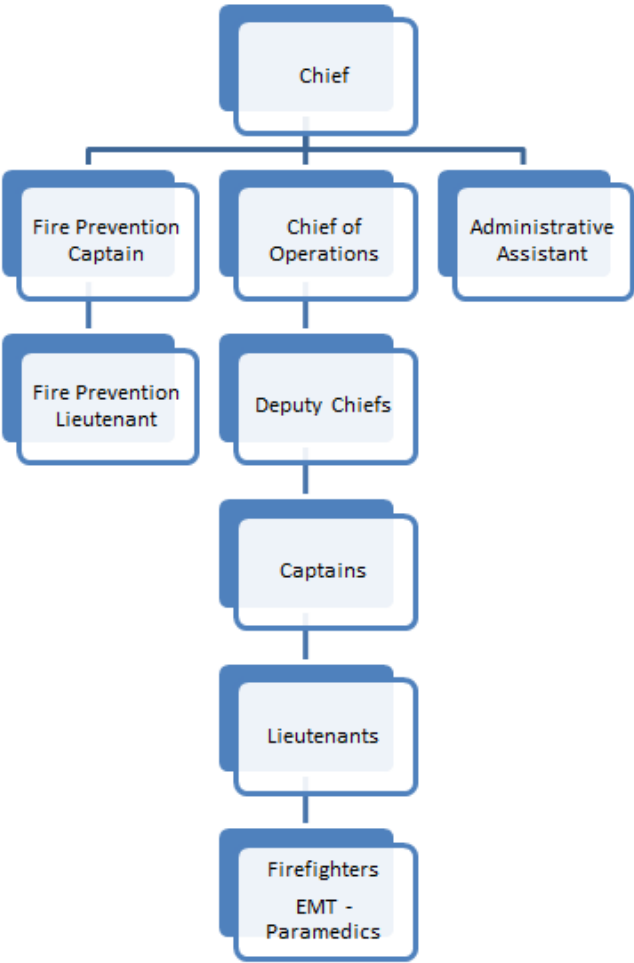 Chief
Fire Prevention
Captain
Chief of
Operations
Administrative
Assistant
Fire Prevention
Lieutenant
Deputy Chiefs
Captains
Lieutenants
Firefighters
EMT -
Paramedics